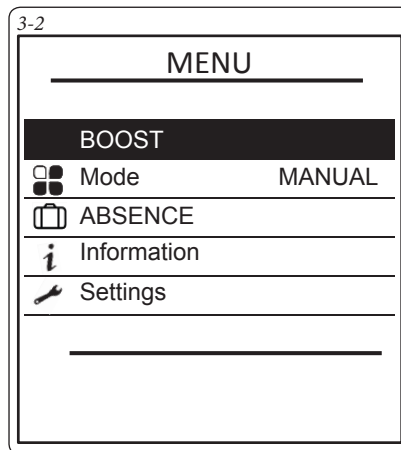 3-2
MENU
BOOST
Mode MANUAL
ABSENCE
Information
Settings